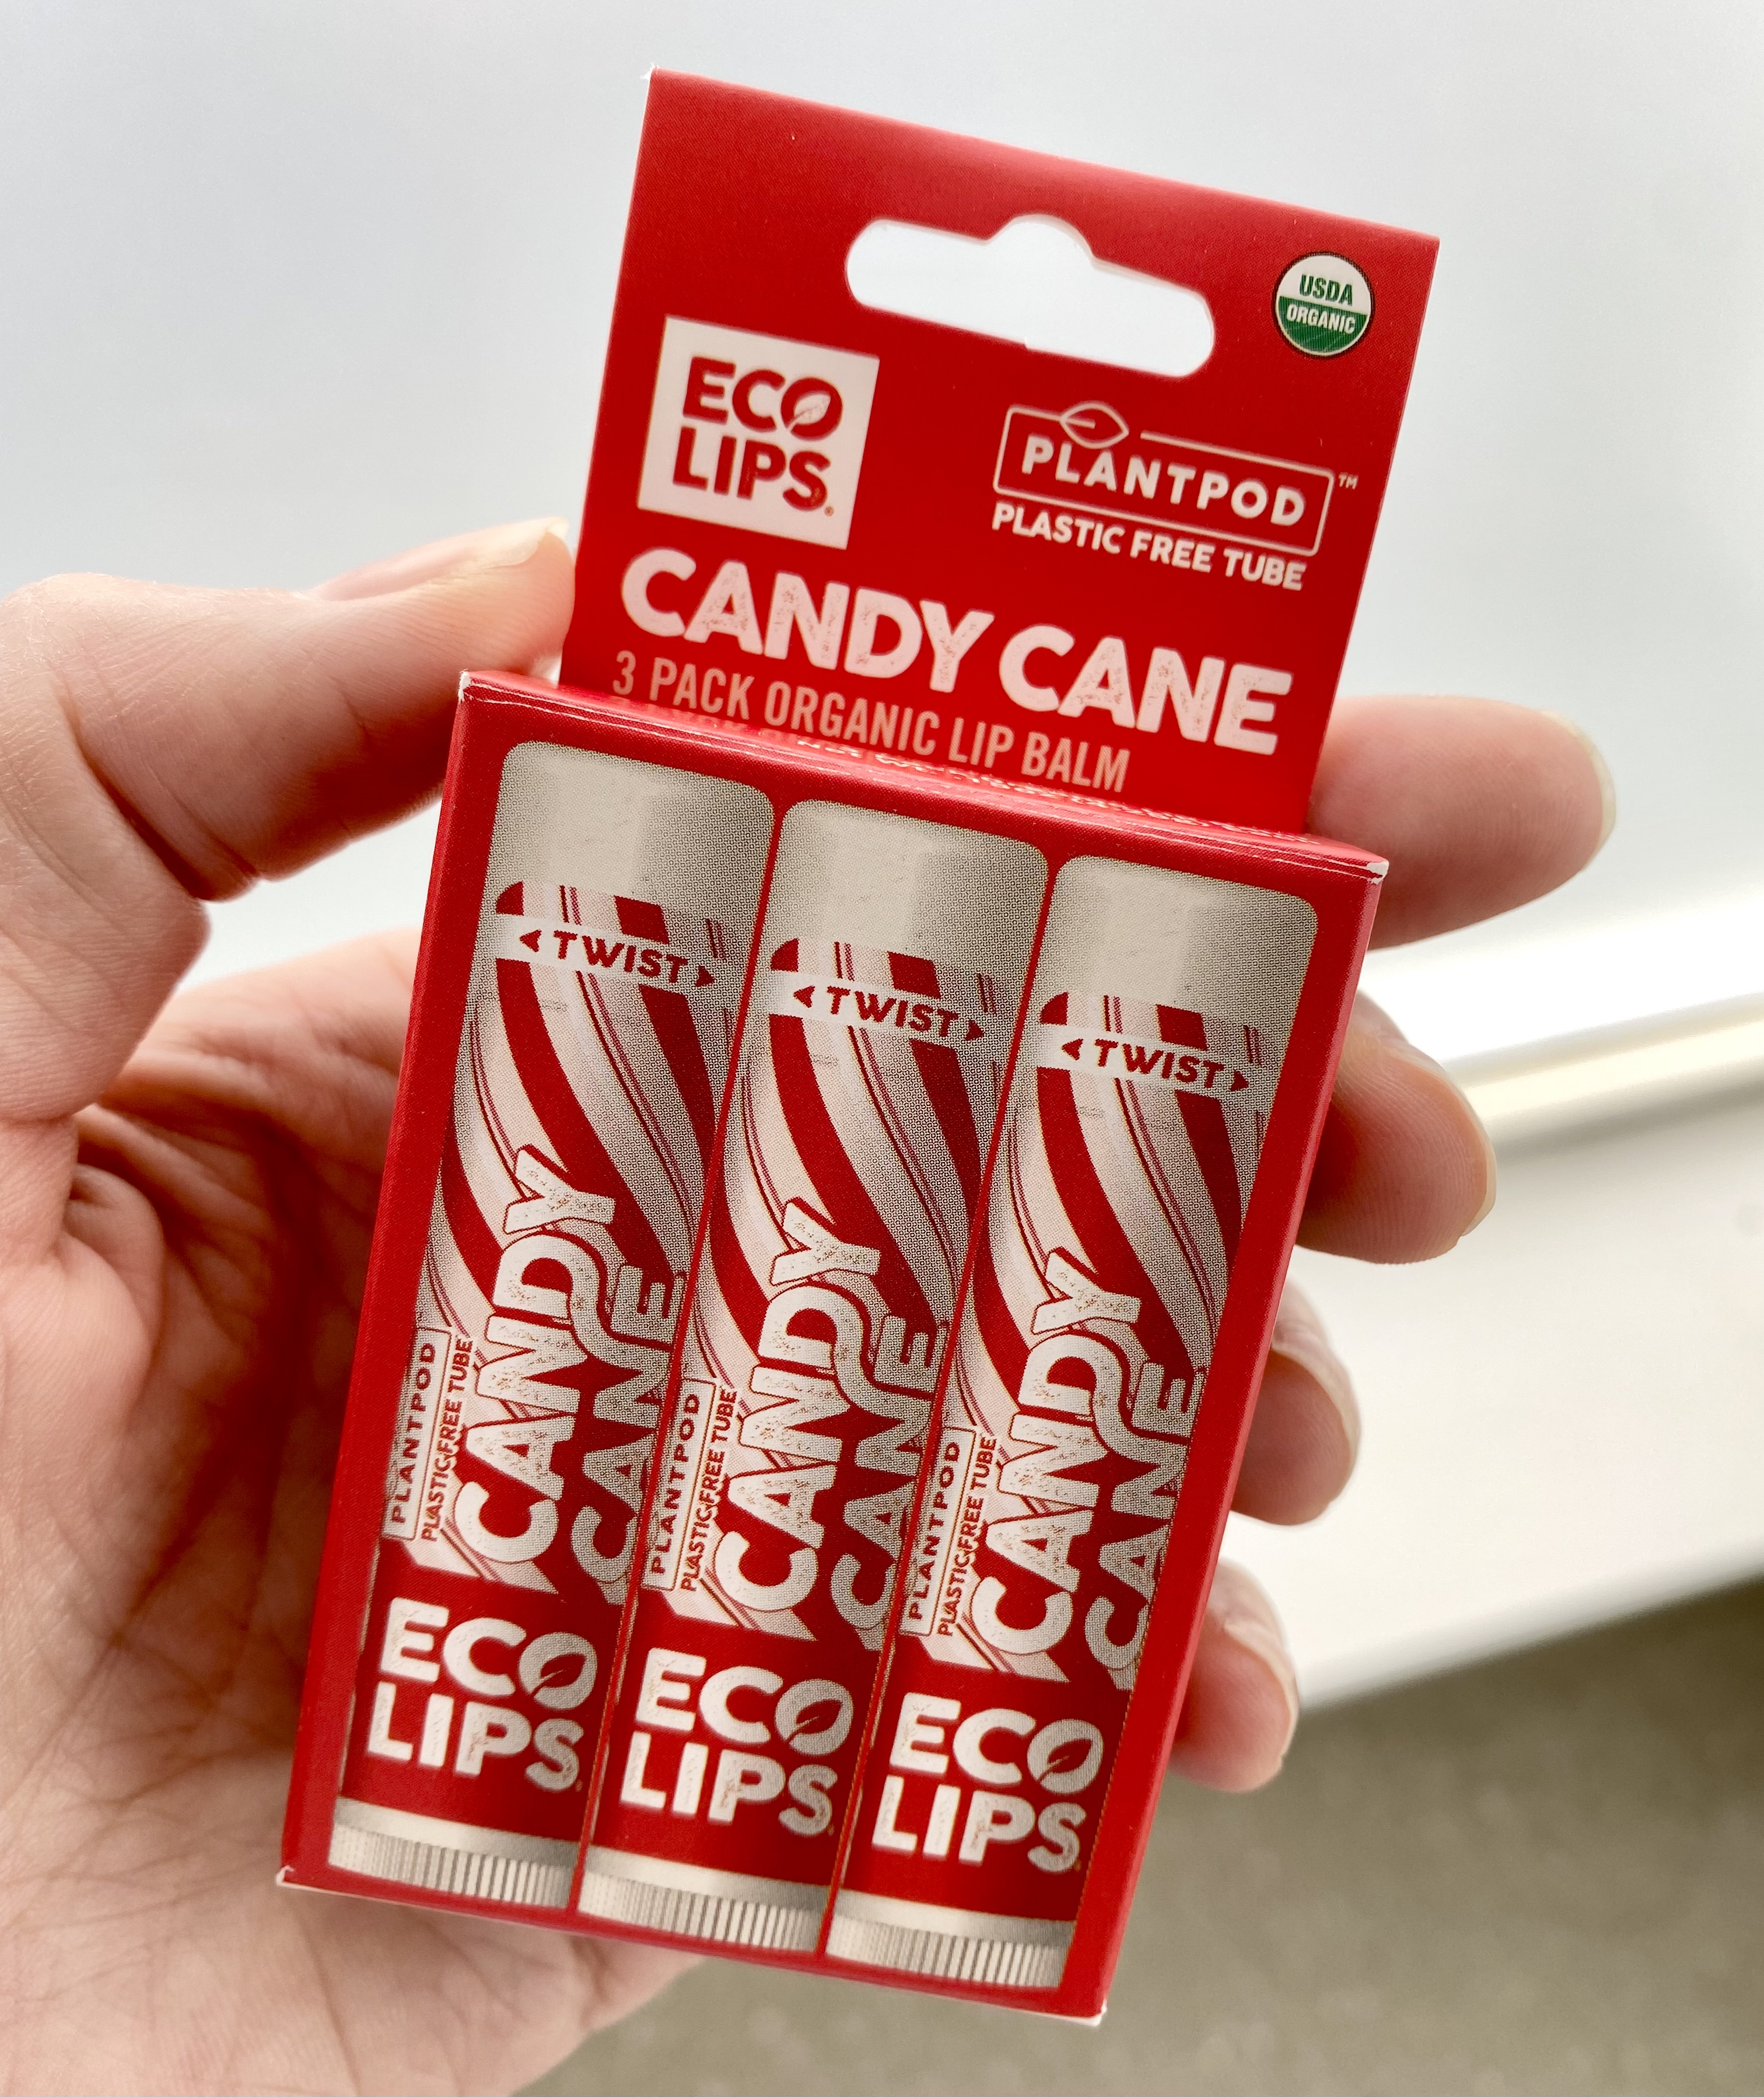 USDA
ORGANIC
ECO
LIPS®
PLANTPOD™
PLASTIC FREE TUBE
CANDY CANE
3 PACK ORGANIC LIP BALM
TWIST
PLANTPOD
PLASTIC-FREE TUBE
CANDY
CANE
ECO
LIPS
TWIST
PLANTPOD
PLASTIC-FREE TUBE
CANDY
CANE
ECO
LIPS
TWIST
PLANTPOD
PLASTIC-FREE TUBE
CANDY
CANE
ECO
LIPS